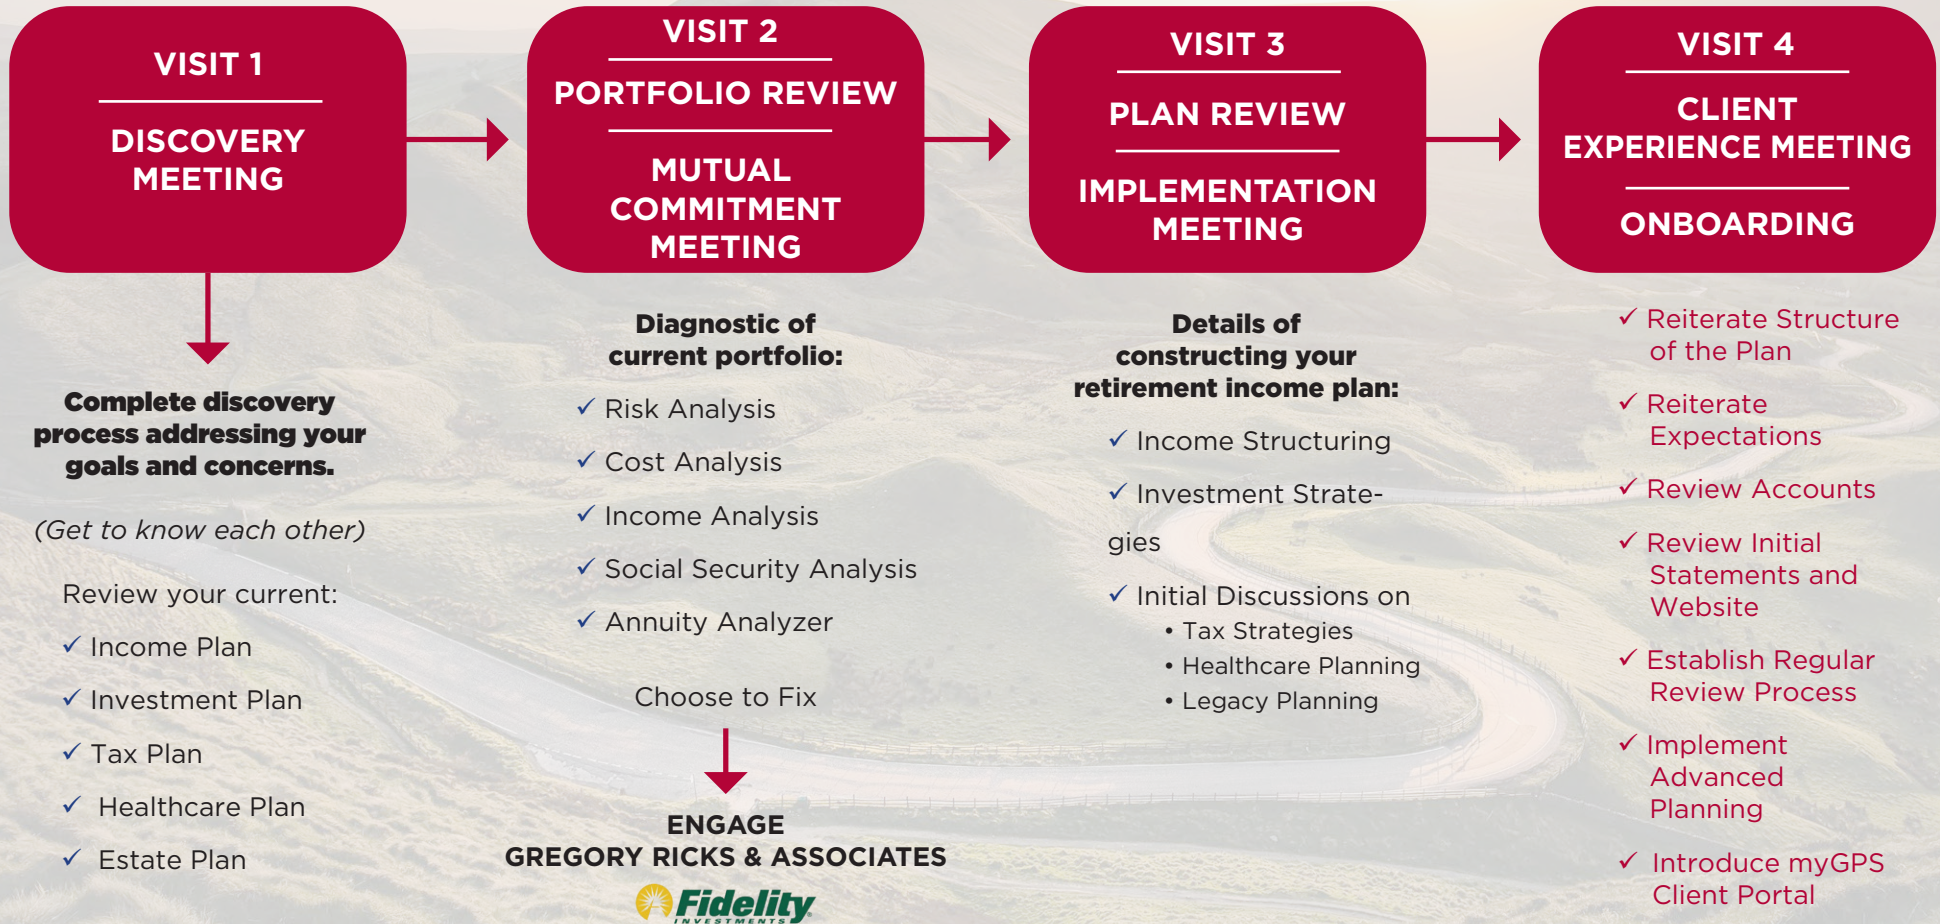 VISIT 1
DISCOVERY
MEETING
Complete discovery
process addressing your
goals and concerns.
(Get to know each other)
Review your current:
✓ Income Plan
✓ Investment Plan
✓ Tax Plan
✓ Healthcare Plan
✓ Estate Plan
VISIT 2
PORTFOLIO REVIEW
MUTUAL
COMMITMENT
MEETING
Diagnostic of
current portfolio:
✓ Risk Analysis
✓ Cost Analysis
✓ Income Analysis
✓ Social Security Analysis
✓ Annuity Analyzer
Choose to Fix
ENGAGE
GREGORY RICKS & ASSOCIATES
Fidelity
INVESTMENTS
VISIT 3
PLAN REVIEW
IMPLEMENTATION
MEETING
Details of
constructing your
retirement income plan:
✓ Income Structuring
✓ Investment Strate-
gies
✓ Initial Discussions on
• Tax Strategies
• Healthcare Planning
• Legacy Planning
VISIT 4
CLIENT
EXPERIENCE MEETING
ONBOARDING
✓ Reiterate Structure
of the Plan
✓ Reiterate
Expectations
✓ Review Accounts
✓ Review Initial
Statements and
Website
✓ Establish Regular
Review Process
✓ Implement
Advanced
Planning
✓ Introduce myGPS
Client Portal